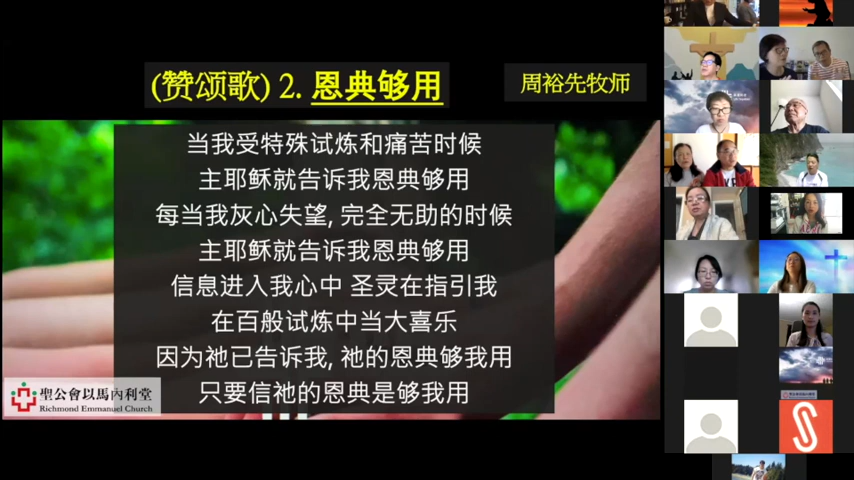 (赞颂歌) 2. 恩典够用
周裕先牧师
当我受特殊试炼和痛苦时候
主耶稣就告诉我恩典够用
每当我灰心失望, 完全无助的时候
主耶稣就告诉我恩典够用
信息进入我心中 圣灵在指引我
在百般试炼中当大喜乐
因为祂已告诉我, 祂的恩典够我用
只要信祂的恩典是够我用
聖公會以馬內利堂
Richmond Emmanuel Church